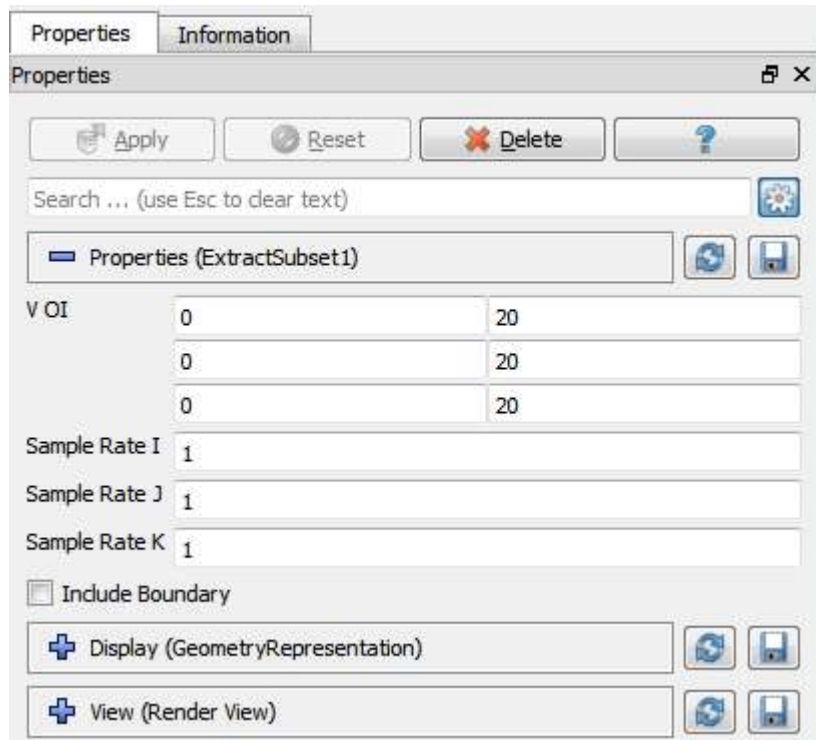 Properties Information
Properties
Apply Reset Delete ?
Search ... (use Esc to clear text)
Properties (ExtractSubset1)
V OI 0 20
0 20
0 20
Sample Rate I 1
Sample Rate J 1
Sample Rate K 1
Include Boundary
Display (GeometryRepresentation)
View (Render View)